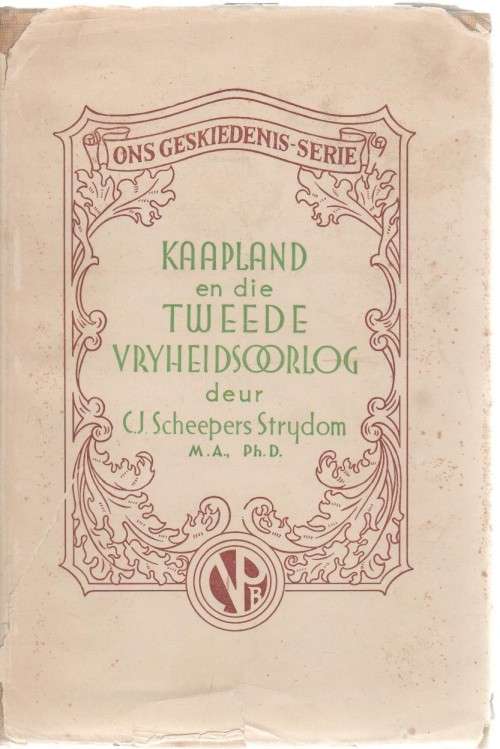 ONS GESKIEDENIS-SERIE
KAAPLAND
en die
TWEEDE
VRYHEIDSOORLOG
deur
C.J. Scheepers Strydom
M.A., Ph.D.
NPB